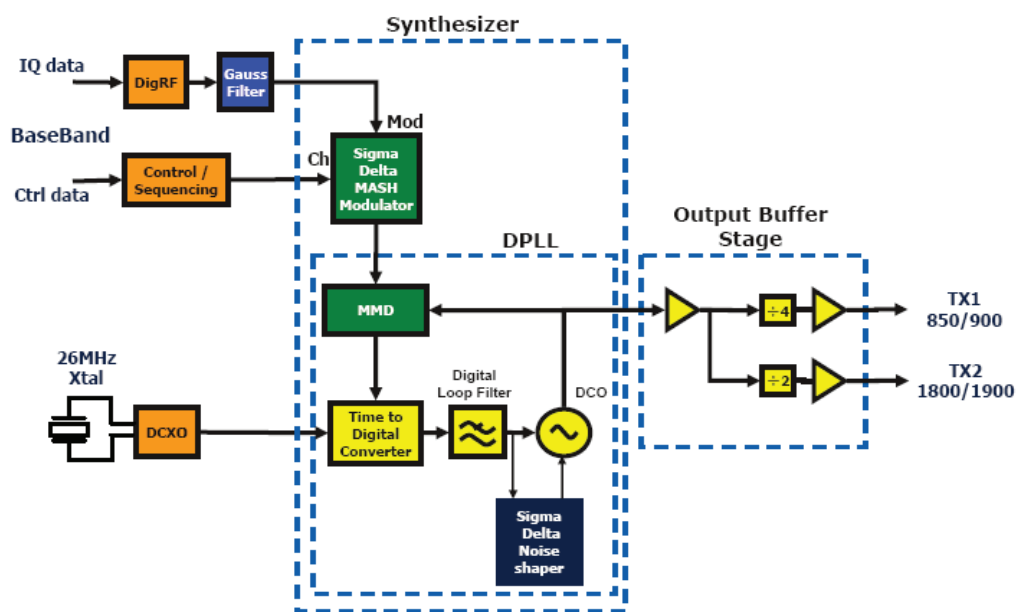 Synthesizer
IQ data
DigRF
Gauss
Filter
Mod
BaseBand
Ch
Sigma
Delta
MASH
Modulator
Control /
Sequencing
Ctrl data
Output Buffer
Stage
DPLL
MMD
÷4
TX1
850/900
26MHz
Xtal
Digital
Loop Filter
DCO
÷2
TX2
1800/1900
DCXO
Time to
Digital
Converter
Sigma
Delta
Noise
shaper